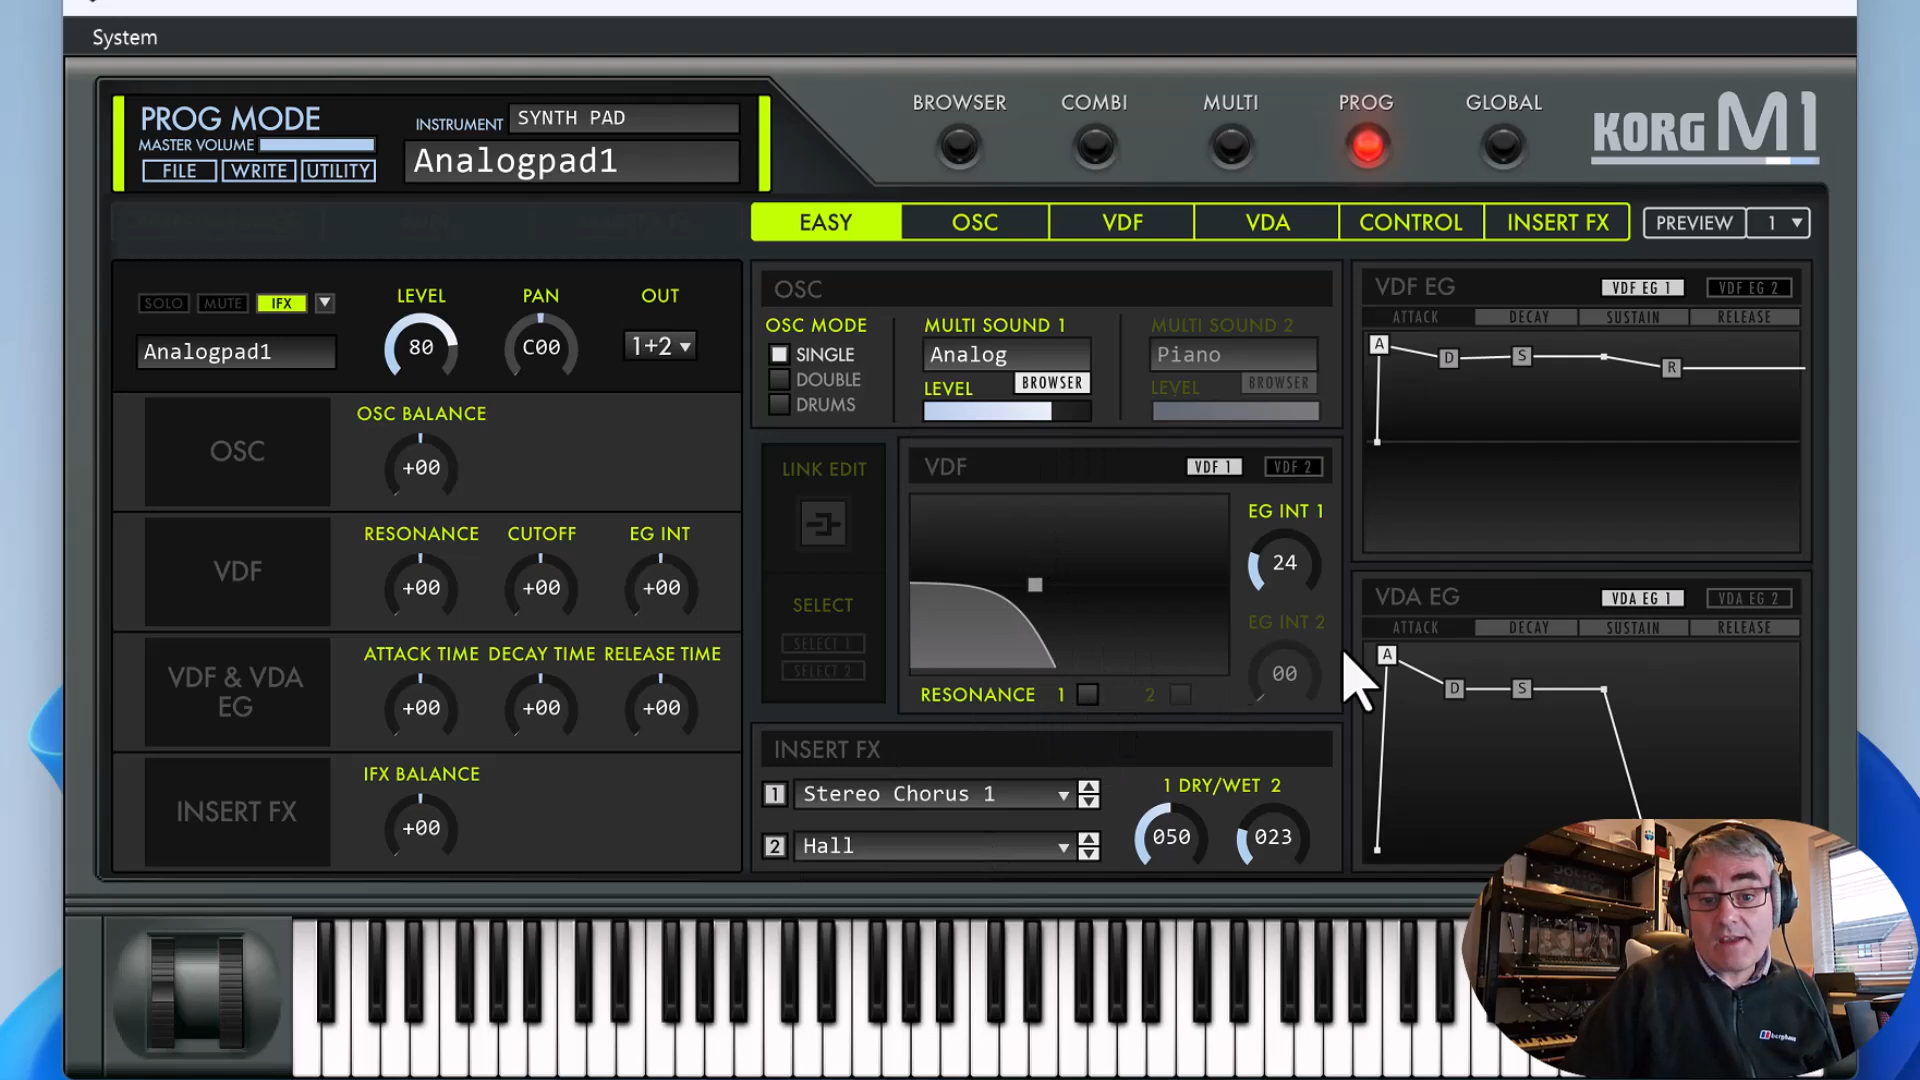 System
PROG MODE
MASTER VOLUME
FILE WRITE UTILITY
INSTRUMENT SYNTH PAD
Analogpad1
BROWSER COMBI MULTI PROG GLOBAL
KORG M1
EASY OSC VDF VDA CONTROL INSERT FX PREVIEW 1
SOLO MUTE IFX
Analogpad1
LEVEL PAN OUT
80 C00 1+2
OSC
OSC BALANCE
+00
VDF
RESONANCE CUTOFF EG INT
+00 +00 +00
VDF & VDA
EG
ATTACK TIME DECAY TIME RELEASE TIME
+00 +00 +00
INSERT FX
IFX BALANCE
+00
OSC
OSC MODE
SINGLE
DOUBLE
DRUMS
MULTI SOUND 1
Analog
LEVEL BROWSER
MULTI SOUND 2
Piano
LEVEL BROWSER
LINK EDIT
SELECT
SELECT 1
SELECT 2
VDF VDF 1 VDF 2
EG INT 1
24
EG INT 2
00
RESONANCE 1 2
INSERT FX
1 Stereo Chorus 1
2 Hall
1 DRY/WET 2
050 023
VDF EG VDF EG 1 VDF EG 2
ATTACK DECAY SUSTAIN RELEASE
A D S R
VDA EG VDA EG 1 VDA EG 2
ATTACK DECAY SUSTAIN RELEASE
A D S
berghaus